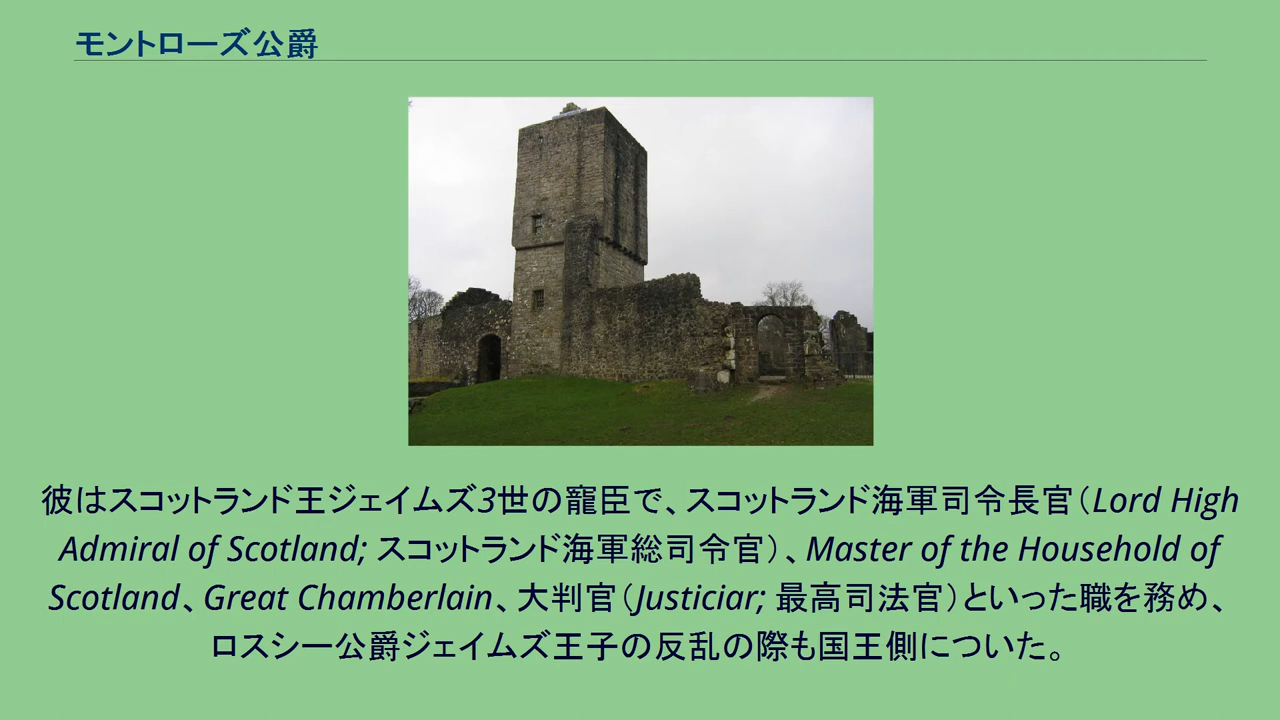 モントローズ公爵
彼はスコットランド王ジェイムズ3世の寵臣で、スコットランド海軍司令長官（Lord High
Admiral of Scotland; スコットランド海軍総司令官）、Master of the Household of
Scotland、Great Chamberlain、大判官（Justiciar; 最高司法官）といった職を務め、
ロスシー公爵ジェイムズ王子の反乱の際も国王側についた。